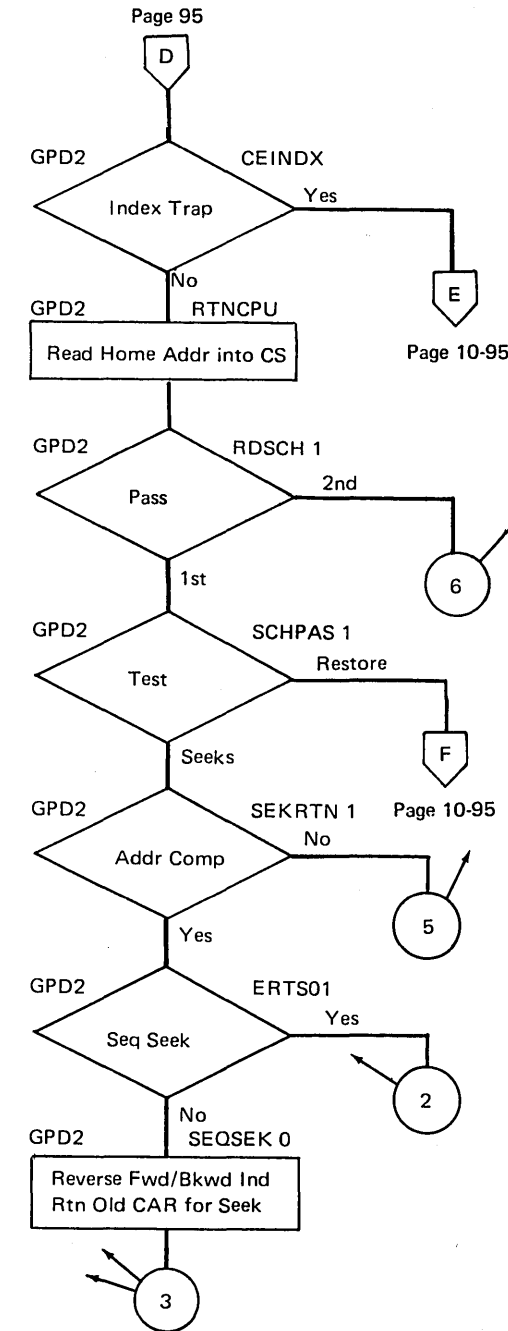 Page 95
D
GPD2 CEINDX
Index Trap
Yes
No
E
Page 10-95
GPD2 RTNCPU
Read Home Addr into CS
GPD2 RDSCH 1
Pass
2nd
6
1st
GPD2 SCHPAS 1
Test
Restore
F
Page 10-95
Seeks
GPD2 SEKRTN 1
Addr Comp
No
5
Yes
GPD2 ERTS01
Seq Seek
Yes
2
No
GPD2 SEQSEK 0
Reverse Fwd/Bkwd Ind
Rtn Old CAR for Seek
3